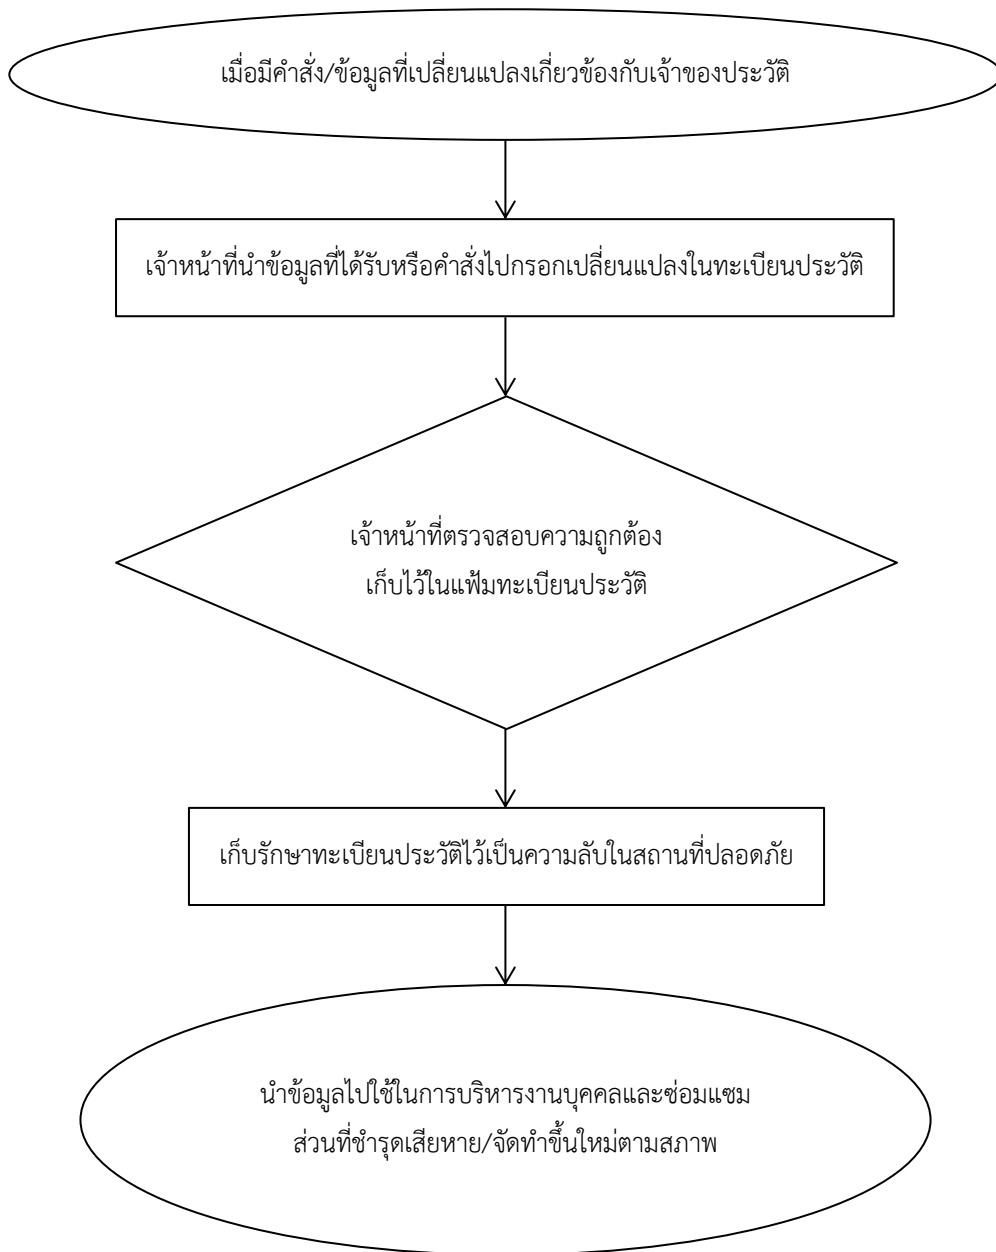 เมื่อมีคำสั่ง/ข้อมูลที่เปลี่ยนแปลงเกี่ยวข้องกับเจ้าของประวัติ
เจ้าหน้าที่นำข้อมูลที่ได้รับหรือคำสั่งไปกรอกเปลี่ยนแปลงในทะเบียนประวัติ
เจ้าหน้าที่ตรวจสอบความถูกต้อง
เก็บไว้ในแฟ้มทะเบียนประวัติ
เก็บรักษาทะเบียนประวัติไว้เป็นความลับในสถานที่ปลอดภัย
นำข้อมูลไปใช้ในการบริหารงานบุคคลและซ่อมแซม
ส่วนที่ชำรุดเสียหาย/จัดทำขึ้นใหม่ตามสภาพ